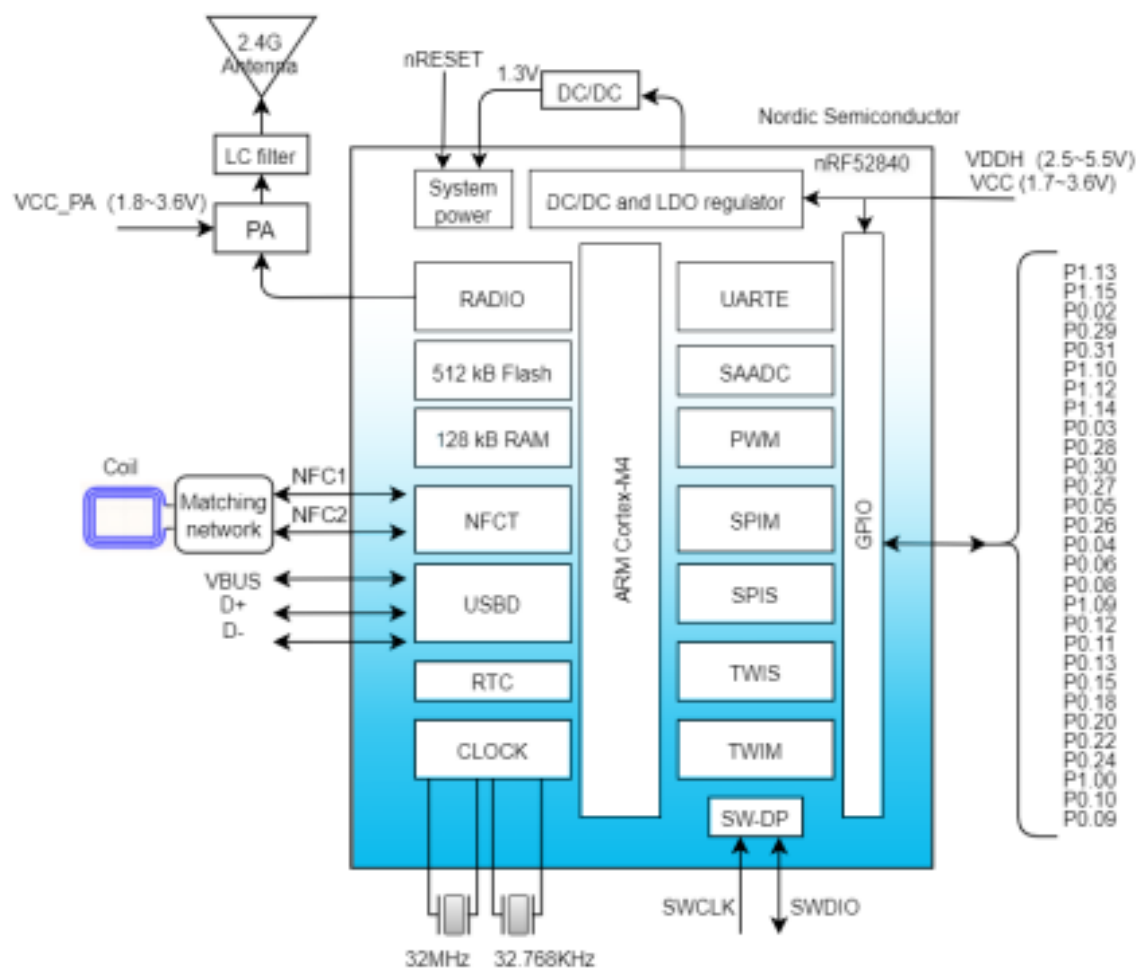 2.4G
Antenna
nRESET
1.3V
DC/DC
Nordic Semiconductor
LC filter
nRF52840
VDDH (2.5~5.5V)
VCC (1.7~3.6V)
VCC_PA (1.8~3.6V)
PA
System
power
DC/DC and LDO regulator
RADIO
512 kB Flash
128 kB RAM
NFCT
USBD
RTC
CLOCK
ARM Cortex-M4
UARTE
SAADC
PWM
SPIM
SPIS
TWIS
TWIM
SW-DP
GPIO
Coil
Matching
network
NFC1
NFC2
VBUS
D+
D-
P1.13
P1.15
P0.02
P0.29
P0.31
P1.10
P1.12
P1.14
P0.03
P0.28
P0.30
P0.27
P0.05
P0.26
P0.04
P0.06
P0.08
P1.09
P0.12
P0.11
P0.13
P0.15
P0.18
P0.20
P0.22
P0.24
P1.00
P0.10
P0.09
SWCLK
SWDIO
32MHz
32.768KHz